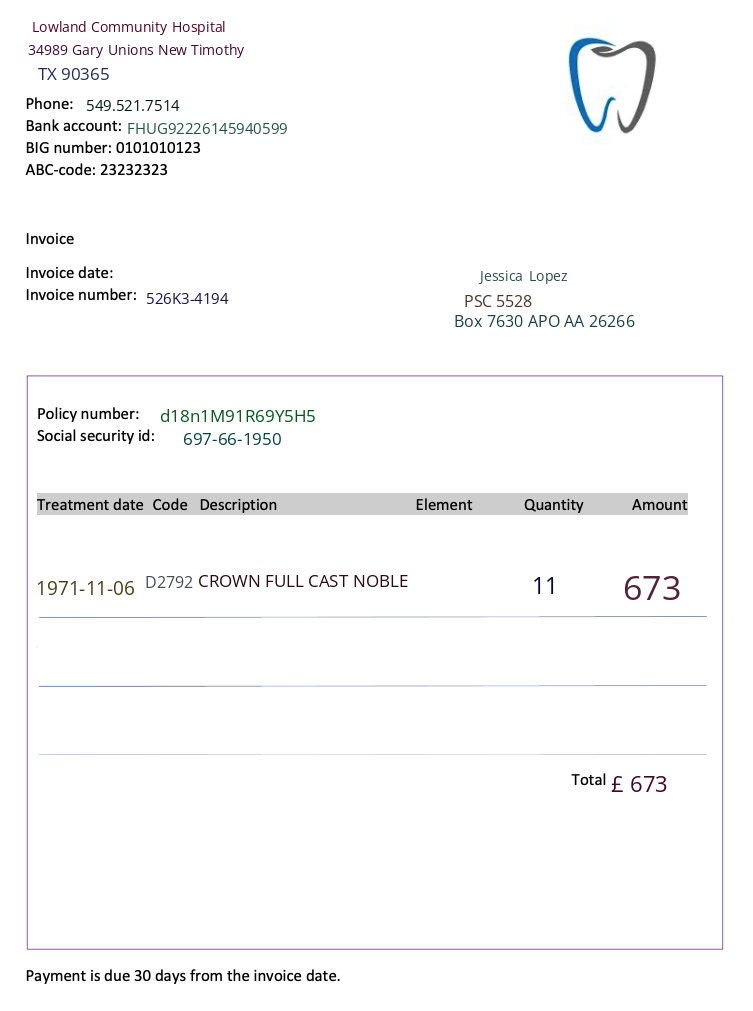 Lowland Community Hospital
34989 Gary Unions New Timothy
TX 90365
Phone: 549.521.7514
Bank account: FHUG92226145940599
BIG number: 0101010123
ABC-code: 23232323
Invoice
Invoice date:
Invoice number: 526K3-4194
Jessica Lopez
PSC 5528
Box 7630 APO AA 26266
Policy number: d18n1M91R69Y5H5
Social security id: 697-66-1950
Treatment date Code Description Element Quantity Amount
1971-11-06 D2792 CROWN FULL CAST NOBLE 11 673
Total £ 673
Payment is due 30 days from the invoice date.